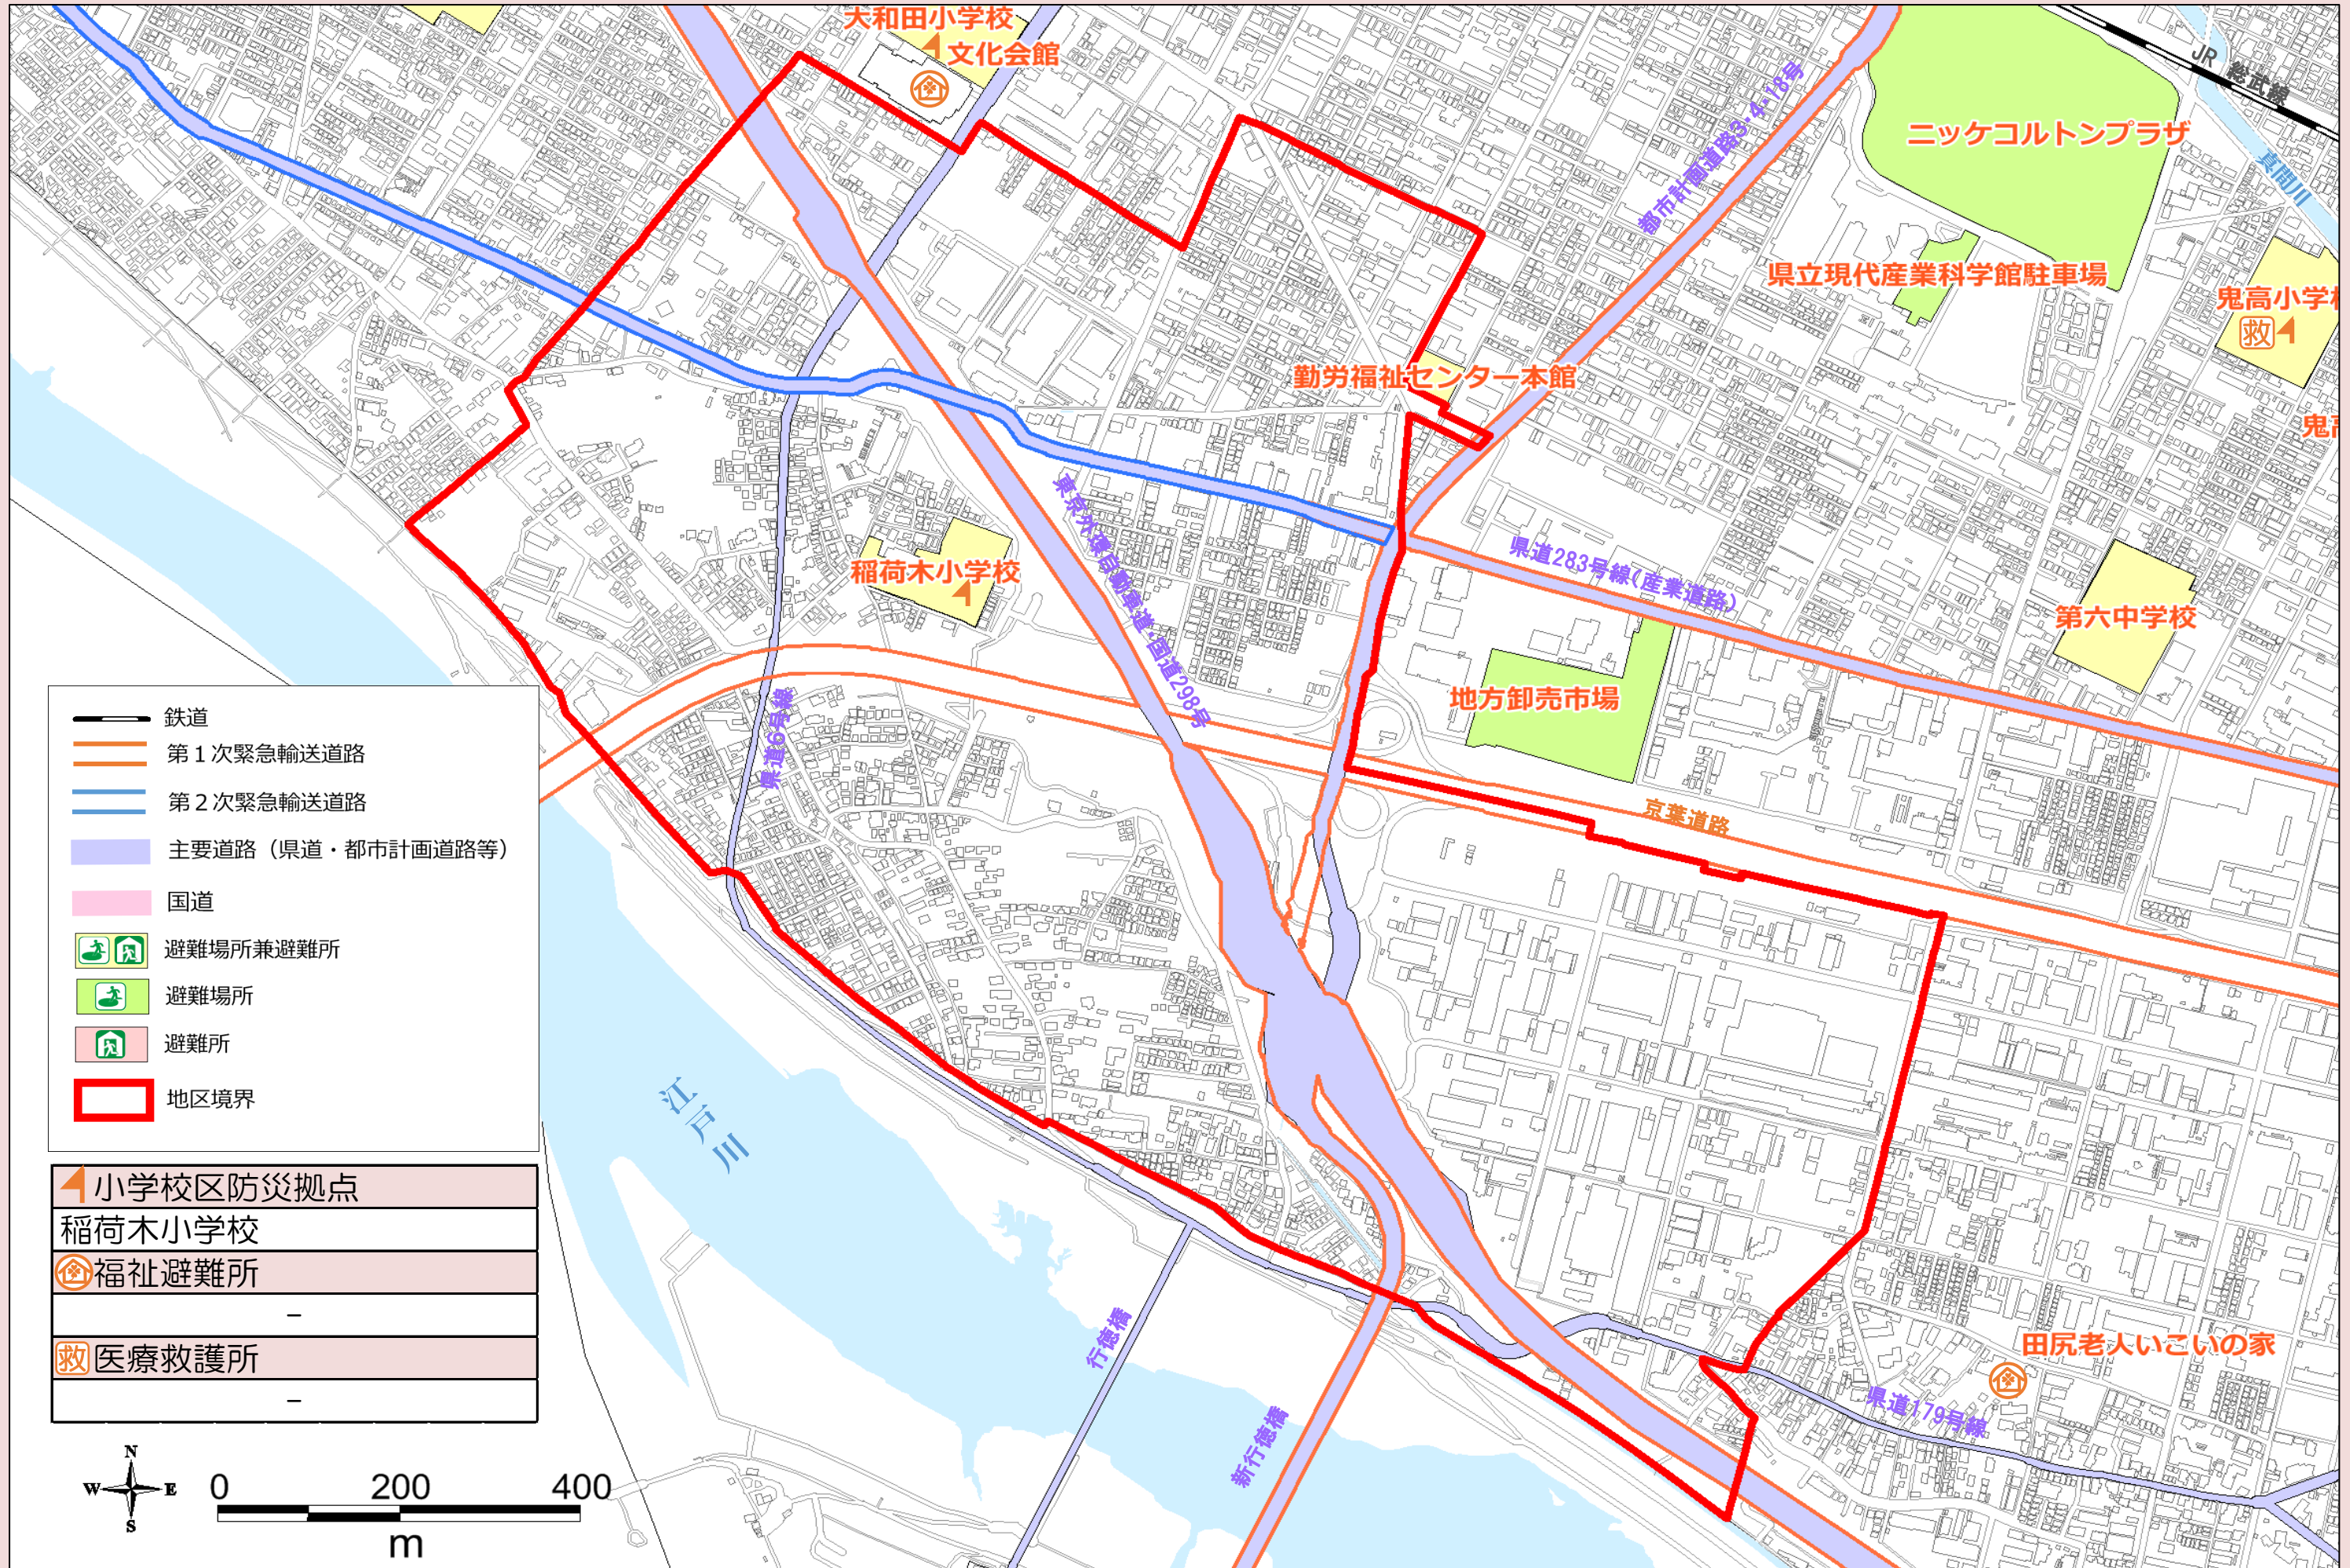 大和田小学校
文化会館
JR 総武線
ニッケコルトンプラザ
真間川
都市計画道路3・4・18号
県立現代産業科学館駐車場
鬼高小学校
勤労福祉センター本館
鬼高
東京外環自動車道・国道298号
県道283号線(産業道路)
稲荷木小学校
第六中学校
地方卸売市場
県道6号線
京葉道路
鉄道
第1次緊急輸送道路
第2次緊急輸送道路
主要道路（県道・都市計画道路等）
国道
避難場所兼避難所
避難場所
避難所
地区境界
江戸川
小学校区防災拠点
稲荷木小学校
福祉避難所
－
救 医療救護所
－
救
行徳橋
新行徳橋
田尻老人いこいの家
県道179号線
N
W E
S
0 200 400
m